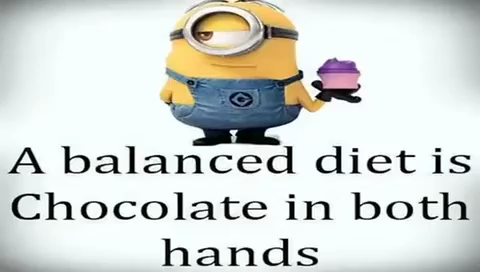 A balanced diet is
Chocolate in both
hands